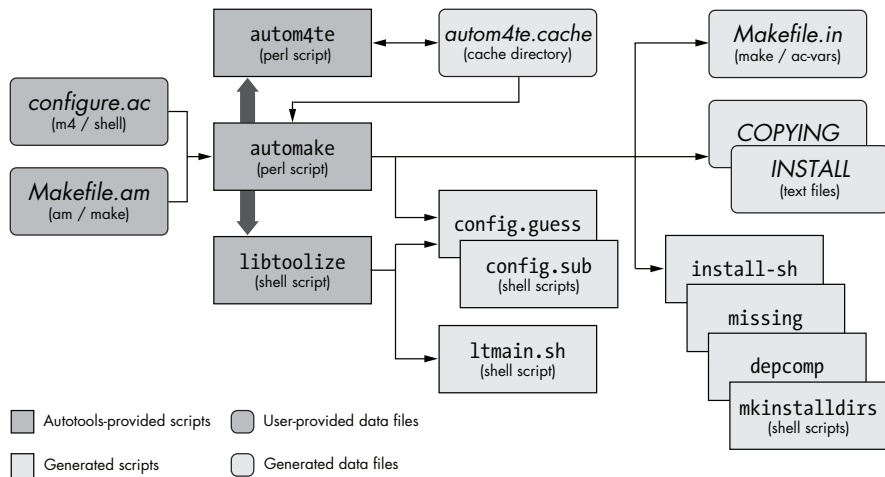 autom4te
(perl script)
autom4te.cache
(cache directory)
Makefile.in
(make / ac-vars)
configure.ac
(m4 / shell)
automake
(perl script)
COPYING
INSTALL
(text files)
Makefile.am
(am / make)
config.guess
config.sub
(shell scripts)
libtoolize
(shell script)
install-sh
missing
depcomp
mkinstalldirs
(shell scripts)
ltmain.sh
(shell script)
Autotools-provided scripts
User-provided data files
Generated scripts
Generated data files